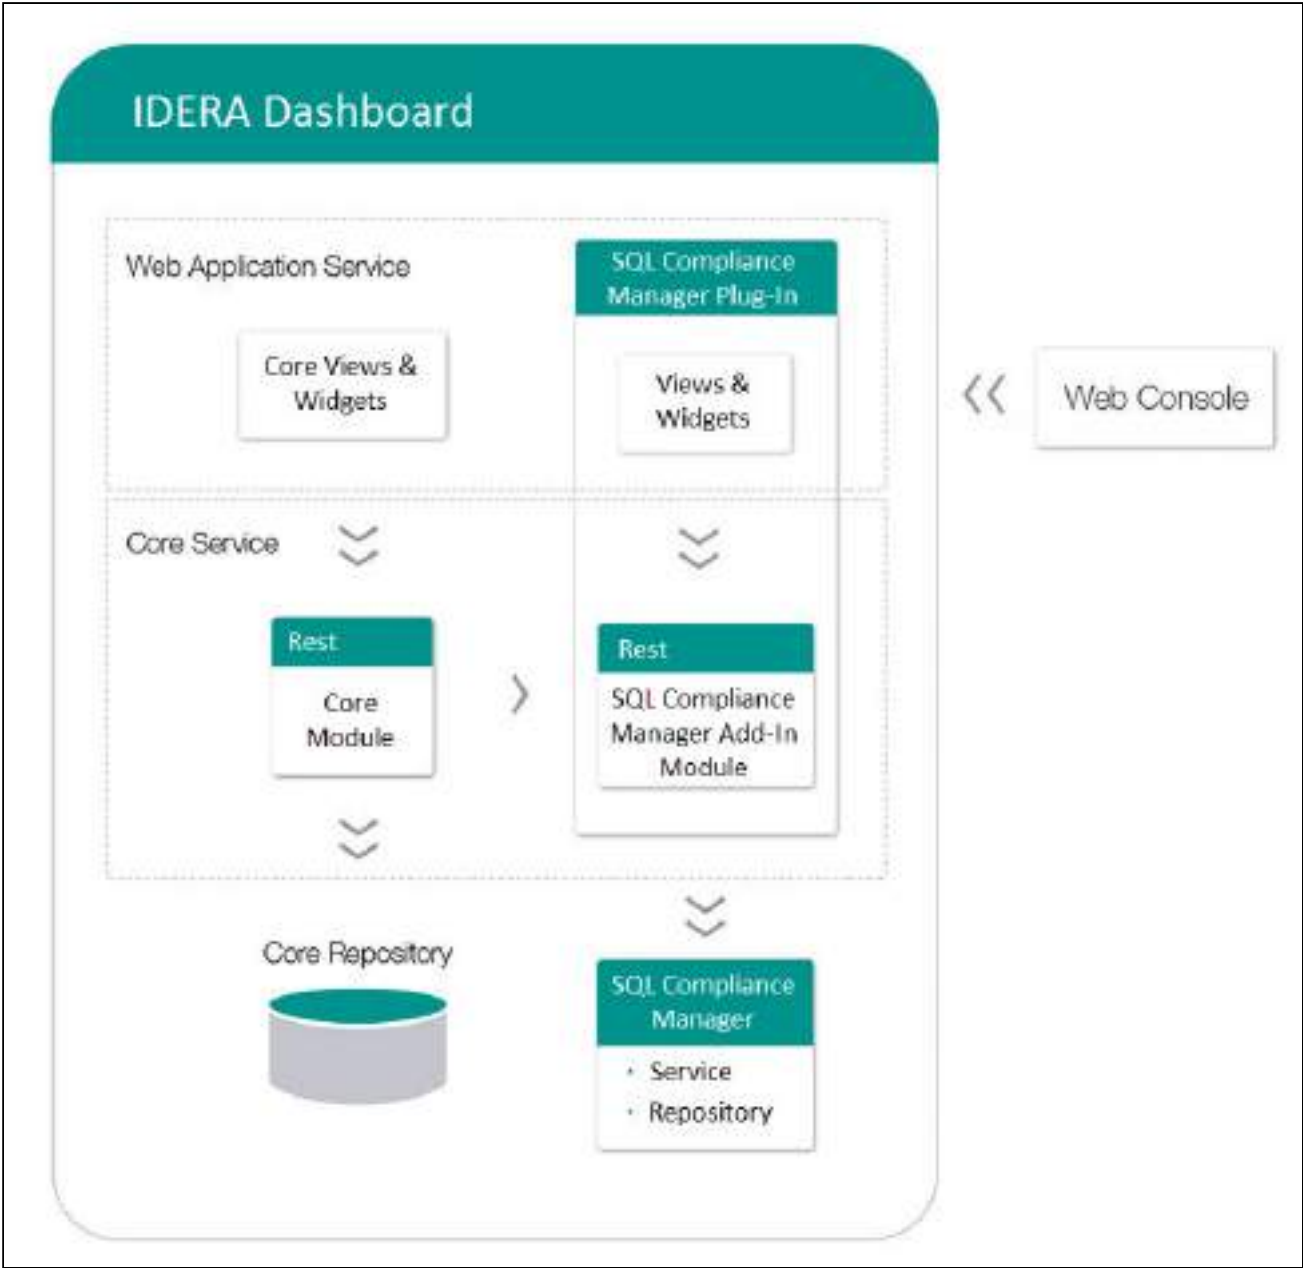 IDERA Dashboard
Web Application Service
SQL Compliance
Manager Plug-In
Core Views &
Widgets
Views &
Widgets
Web Console
Core Service
Rest
Core
Module
Rest
SQL Compliance
Manager Add-In
Module
Core Repository
SQL Compliance
Manager
• Service
• Repository